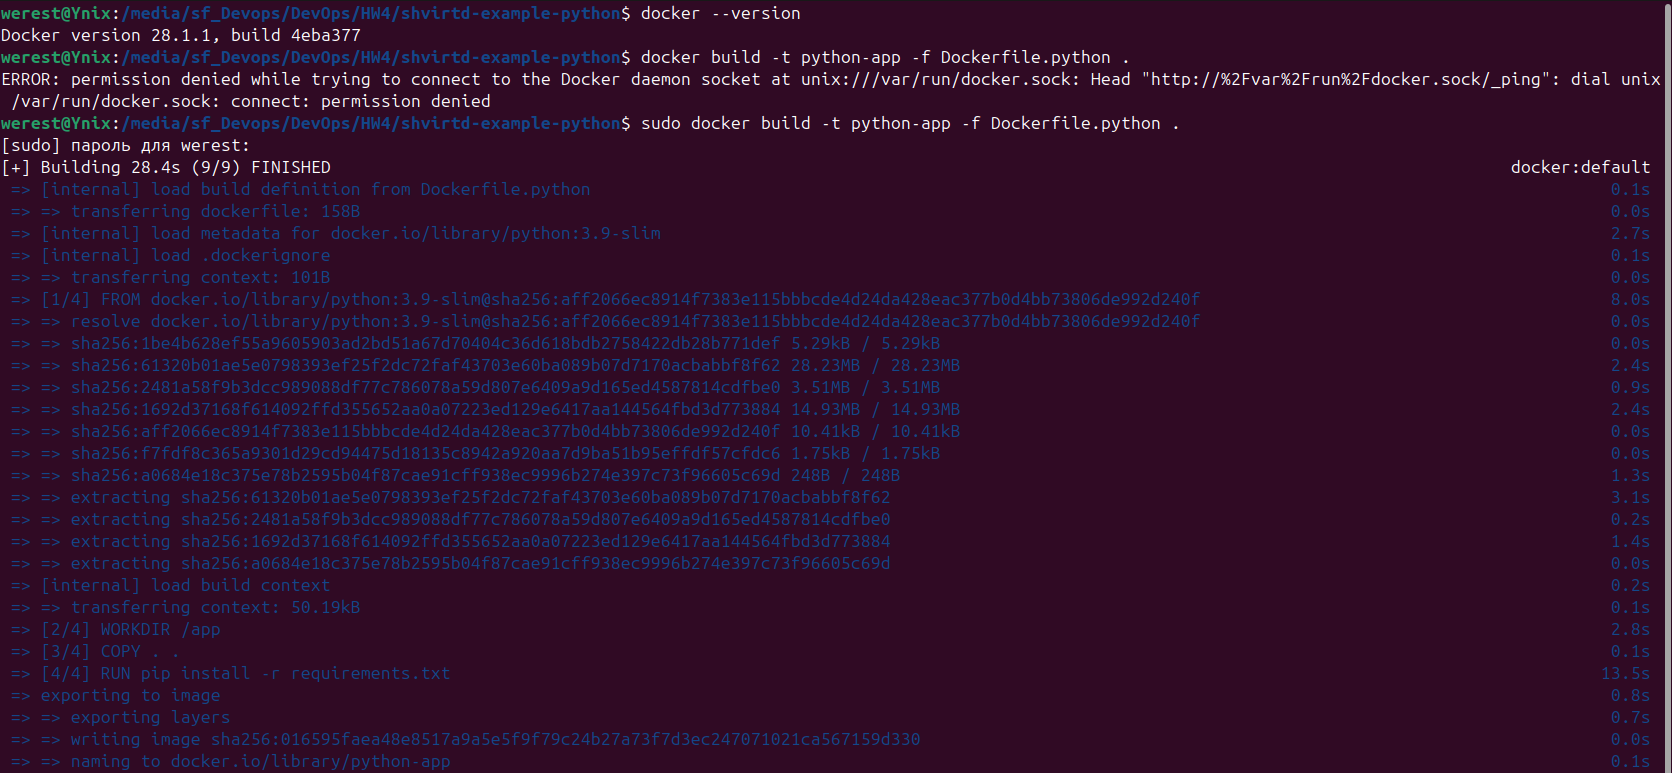 werest@Ynix:/media/sf_Devops/DevOps/HW4/shvirtd-example-python$ docker --version
Docker version 28.1.1, build 4eba377
werest@Ynix:/media/sf_Devops/DevOps/HW4/shvirtd-example-python$ docker build -t python-app -f Dockerfile.python .
ERROR: permission denied while trying to connect to the Docker daemon socket at unix:///var/run/docker.sock: Head "http://%2Fvar%2Frun%2Fdocker.sock/_ping": dial unix
/var/run/docker.sock: connect: permission denied
werest@Ynix:/media/sf_Devops/DevOps/HW4/shvirtd-example-python$ sudo docker build -t python-app -f Dockerfile.python .
[sudo] пароль для werest:
[+] Building 28.4s (9/9) FINISHED docker:default
=> [internal] load build definition from Dockerfile.python 0.1s
=> => transferring dockerfile: 158B 0.0s
=> [internal] load metadata for docker.io/library/python:3.9-slim 2.7s
=> [internal] load .dockerignore 0.1s
=> => transferring context: 101B 0.0s
=> [1/4] FROM docker.io/library/python:3.9-slim@sha256:aff2066ec8914f7383e115bbbcde4d24da428eac377b0d4bb73806de992d240f 8.0s
=> => resolve docker.io/library/python:3.9-slim@sha256:aff2066ec8914f7383e115bbbcde4d24da428eac377b0d4bb73806de992d240f 0.0s
=> => sha256:1be4b628ef55a9605903ad2bd51a67d70404c36d618bdb2758422db28b771def 5.29kB / 5.29kB 0.0s
=> => sha256:61320b01ae5e0798393ef25f2dc72faf43703e60ba089b07d7170acbabbf8f62 28.23MB / 28.23MB 2.4s
=> => sha256:2481a58f9b3dcc989088df77c786078a59d807e6409a9d165ed4587814cdfbe0 3.51MB / 3.51MB 0.9s
=> => sha256:1692d37168f614092ffd355652aa0a07223ed129e6417aa144564fbd3d773884 14.93MB / 14.93MB 2.4s
=> => sha256:aff2066ec8914f7383e115bbbcde4d24da428eac377b0d4bb73806de992d240f 10.41kB / 10.41kB 0.0s
=> => sha256:f7fdf8c365a9301d29cd94475d18135c8942a920aa7d9ba51b95effdf57cfdc6 1.75kB / 1.75kB 0.0s
=> => sha256:a0684e18c375e78b2595b04f87cae91cff938ec9996b274e397c73f96605c69d 248B / 248B 1.3s
=> => extracting sha256:61320b01ae5e0798393ef25f2dc72faf43703e60ba089b07d7170acbabbf8f62 3.1s
=> => extracting sha256:2481a58f9b3dcc989088df77c786078a59d807e6409a9d165ed4587814cdfbe0 0.2s
=> => extracting sha256:1692d37168f614092ffd355652aa0a07223ed129e6417aa144564fbd3d773884 1.4s
=> => extracting sha256:a0684e18c375e78b2595b04f87cae91cff938ec9996b274e397c73f96605c69d 0.0s
=> [internal] load build context 0.2s
=> => transferring context: 50.19kB 0.1s
=> [2/4] WORKDIR /app 2.8s
=> [3/4] COPY . . 0.1s
=> [4/4] RUN pip install -r requirements.txt 13.5s
=> exporting to image 0.8s
=> => exporting layers 0.7s
=> => writing image sha256:016595faea48e8517a9a5e5f9f79c24b27a73f7d3ec247071021ca567159d330 0.0s
=> => naming to docker.io/library/python-app 0.1s